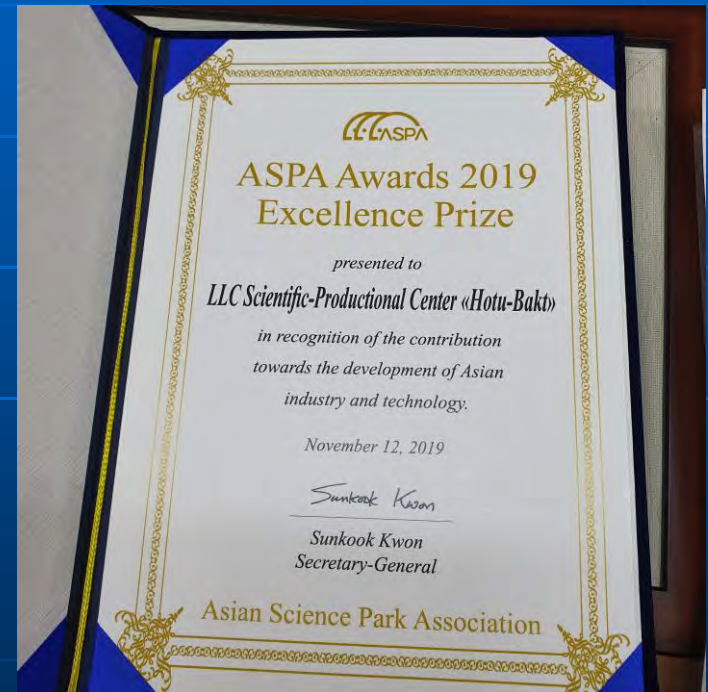 ASPA
ASPA Awards 2019
Excellence Prize
presented to
LLC Scientific-Productional Center «Hotu-Bakt»
in recognition of the contribution
towards the development of Asian
industry and technology.
November 12, 2019
Sunkook Kwon
Sunkook Kwon
Secretary-General
Asian Science Park Association